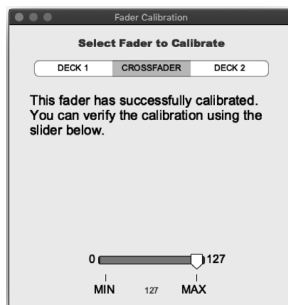 Fader Calibration
Select Fader to Calibrate
DECK 1 CROSSFADER DECK 2
This fader has successfully calibrated.
You can verify the calibration using the
slider below.
0 127
MIN 127 MAX